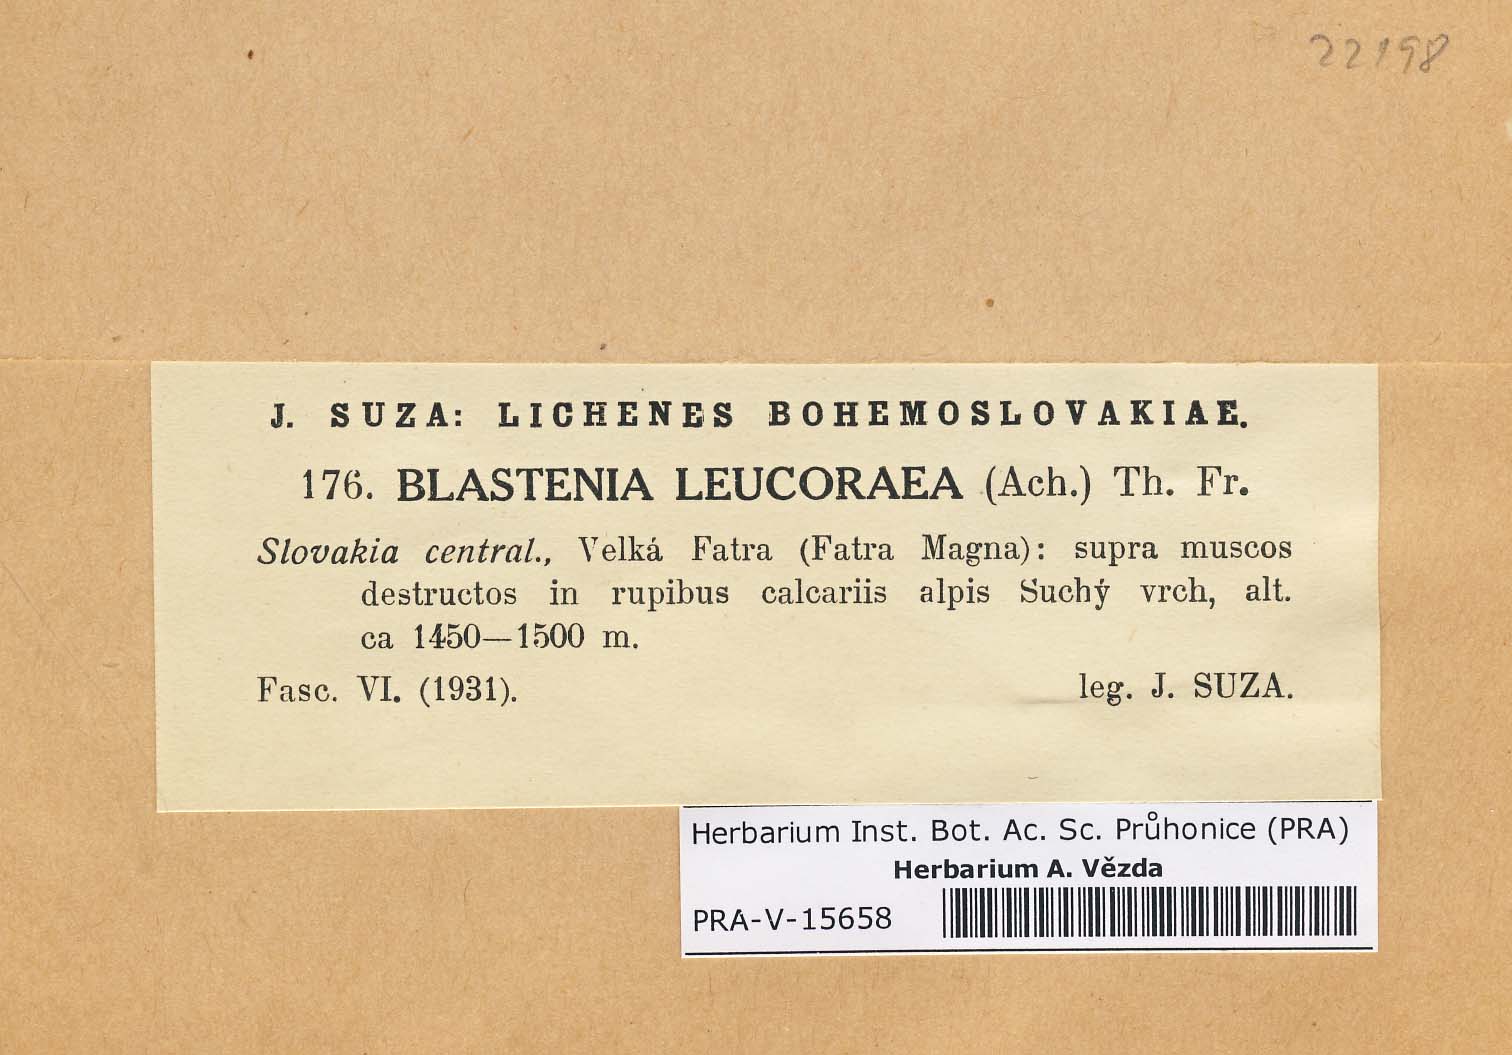 22198
J. SUZA: LICHENES BOHEMOSLOVAKIAE.
176. BLASTENIA LEUCORAEA (Ach.) Th. Fr.
Slovakia central., Velká Fatra (Fatra Magna): supra muscos
destructos in rupibus calcariis alpis Suchý vrch, alt.
ca 1450—1500 m.
Fasc. VI. (1931). leg. J. SUZA.
Herbarium Inst. Bot. Ac. Sc. Průhonice (PRA)
Herbarium A. Vězda
PRA-V-15658